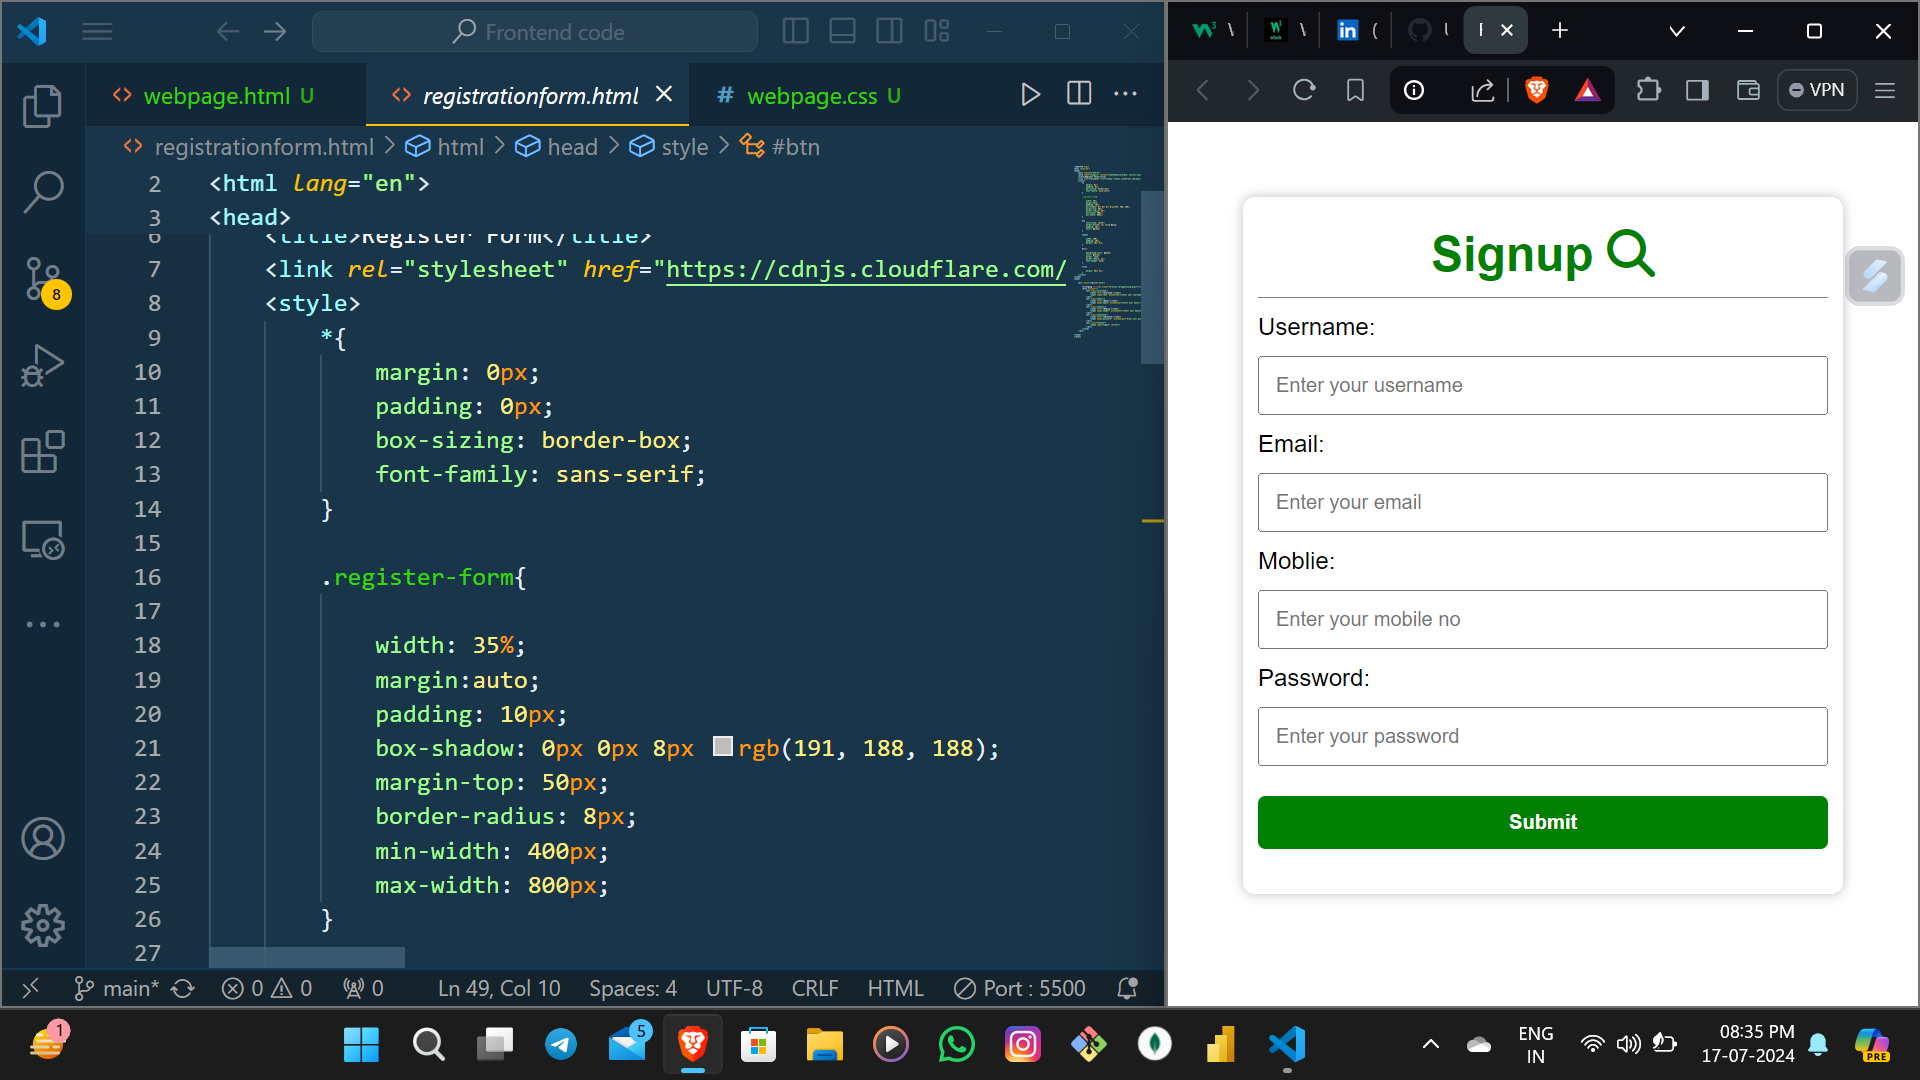 Frontend code
webpage.html U
registrationform.html
# webpage.css U
registrationform.html > html > head > style > #btn
2 <html lang="en">
3 <head>
6 <title>Register Form</title>
7 <link rel="stylesheet" href="https://cdnjs.cloudflare.com/
8 <style>
9 *{
10 margin: 0px;
11 padding: 0px;
12 box-sizing: border-box;
13 font-family: sans-serif;
14 }
15
16 .register-form{
17
18 width: 35%;
19 margin:auto;
20 padding: 10px;
21 box-shadow: 0px 0px 8px rgb(191, 188, 188);
22 margin-top: 50px;
23 border-radius: 8px;
24 min-width: 400px;
25 max-width: 800px;
26 }
27
8
main* 0 0 0 Ln 49, Col 10 Spaces: 4 UTF-8 CRLF HTML Port : 5500
in (
VPN
Signup
Username:
Enter your username
Email:
Enter your email
Moblie:
Enter your mobile no
Password:
Enter your password
Submit
1
5
ENG
IN
08:35 PM
17-07-2024
PRE